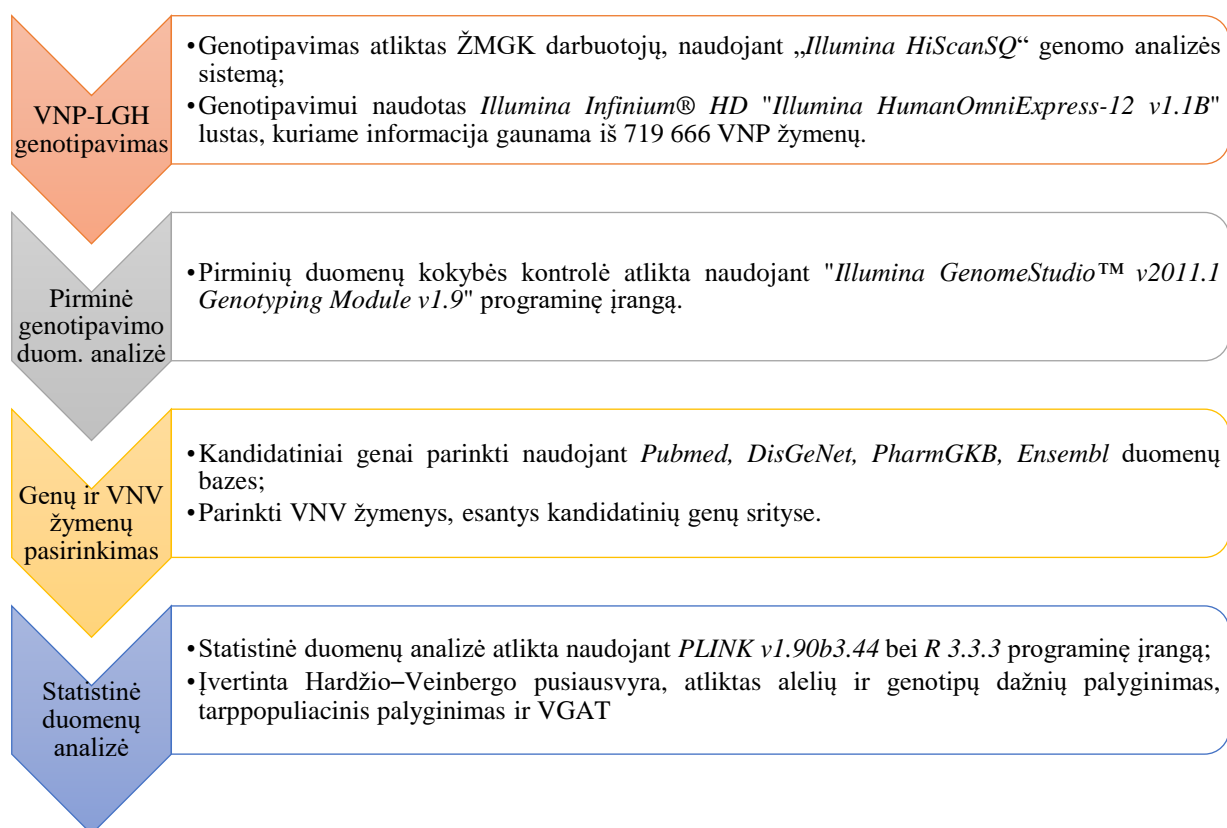 VNP-LGH
genotipavimas
•Genotipavimas atliktas ŽMGK darbuotojų, naudojant „Illumina HiScanSQ“ genomo analizės
sistemą;
•Genotipavimui naudotas Illumina Infinium® HD "Illumina HumanOmniExpress-12 v1.1B"
lustas, kuriame informacija gaunama iš 719 666 VNP žymenų.
Pirminė
genotipavimo
duom. analizė
•Pirminių duomenų kokybės kontrolė atlikta naudojant "Illumina GenomeStudio™ v2011.1
Genotyping Module v1.9" programinę įrangą.
Genų ir VNV
žymenų
pasirinkimas
•Kandidatiniai genai parinkti naudojant Pubmed, DisGeNet, PharmGKB, Ensembl duomenų
bazes;
•Parinkti VNV žymenys, esantys kandidatinių genų srityse.
Statistinė
duomenų
analizė
•Statistinė duomenų analizė atlikta naudojant PLINK v1.90b3.44 bei R 3.3.3 programinę įrangą;
•Įvertinta Hardžio–Veinbergo pusiausvyra, atliktas alelių ir genotipų dažnių palyginimas,
tarppopuliacinis palyginimas ir VGAT